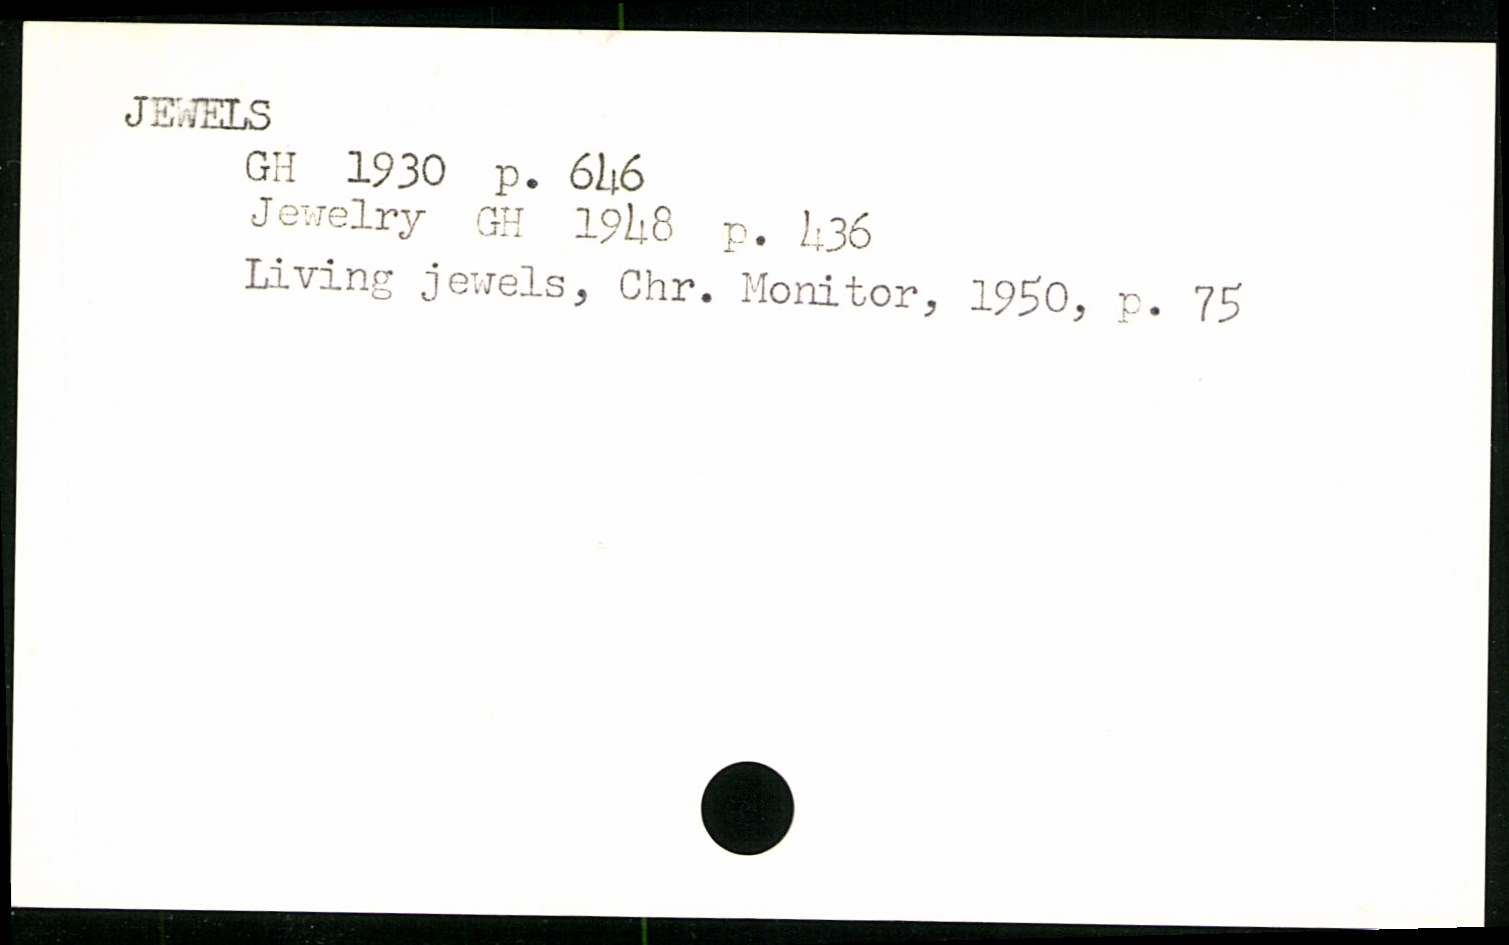 JEWELS
GH 1930 p. 646
Jewelry GH 1948 p. 436
Living jewels, Chr. Monitor, 1950, p. 75